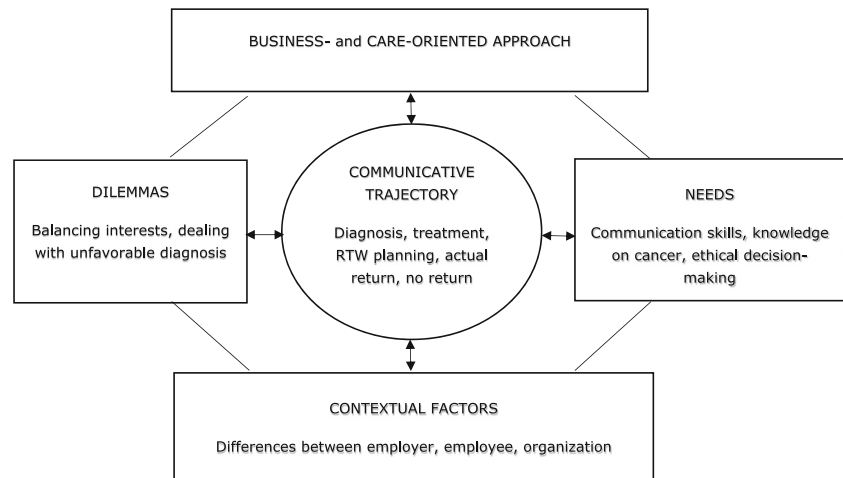 BUSINESS- and CARE-ORIENTED APPROACH
DILEMMAS
Balancing interests, dealing
with unfavorable diagnosis
COMMUNICATIVE
TRAJECTORY
Diagnosis, treatment,
RTW planning, actual
return, no return
NEEDS
Communication skills, knowledge
on cancer, ethical decision-
making
CONTEXTUAL FACTORS
Differences between employer, employee, organization